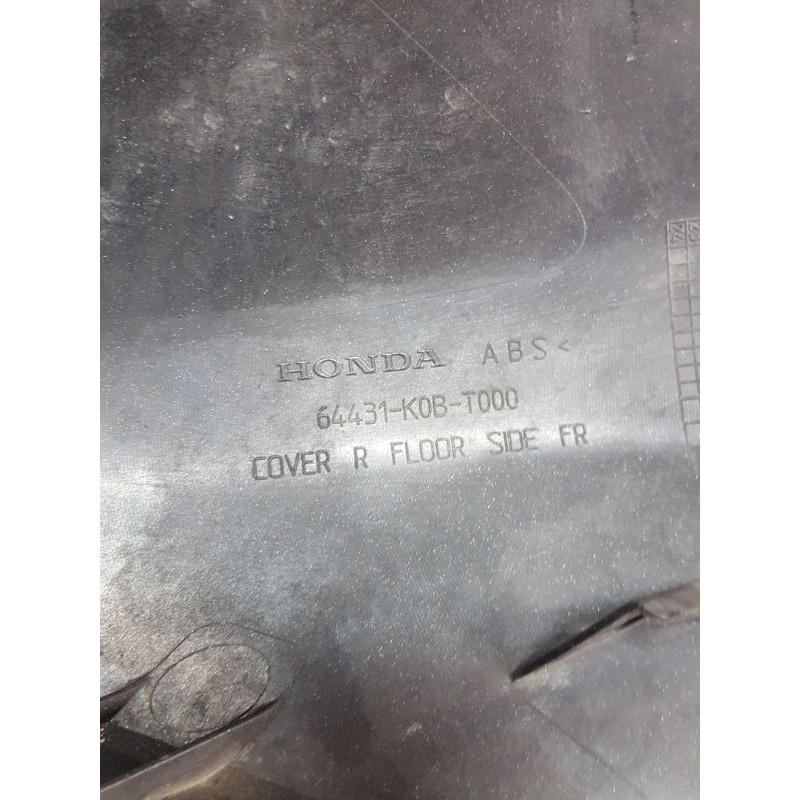 HONDA ABS<
64431-K0B-T000
COVER R FLOOR SIDE FR